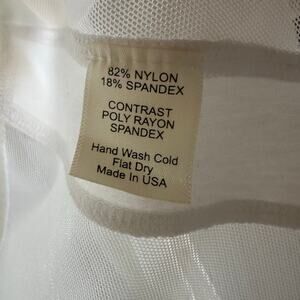 82% NYLON
18% SPANDEX
CONTRAST
POLY RAYON
SPANDEX
Hand Wash Cold
Flat Dry
Made In USA